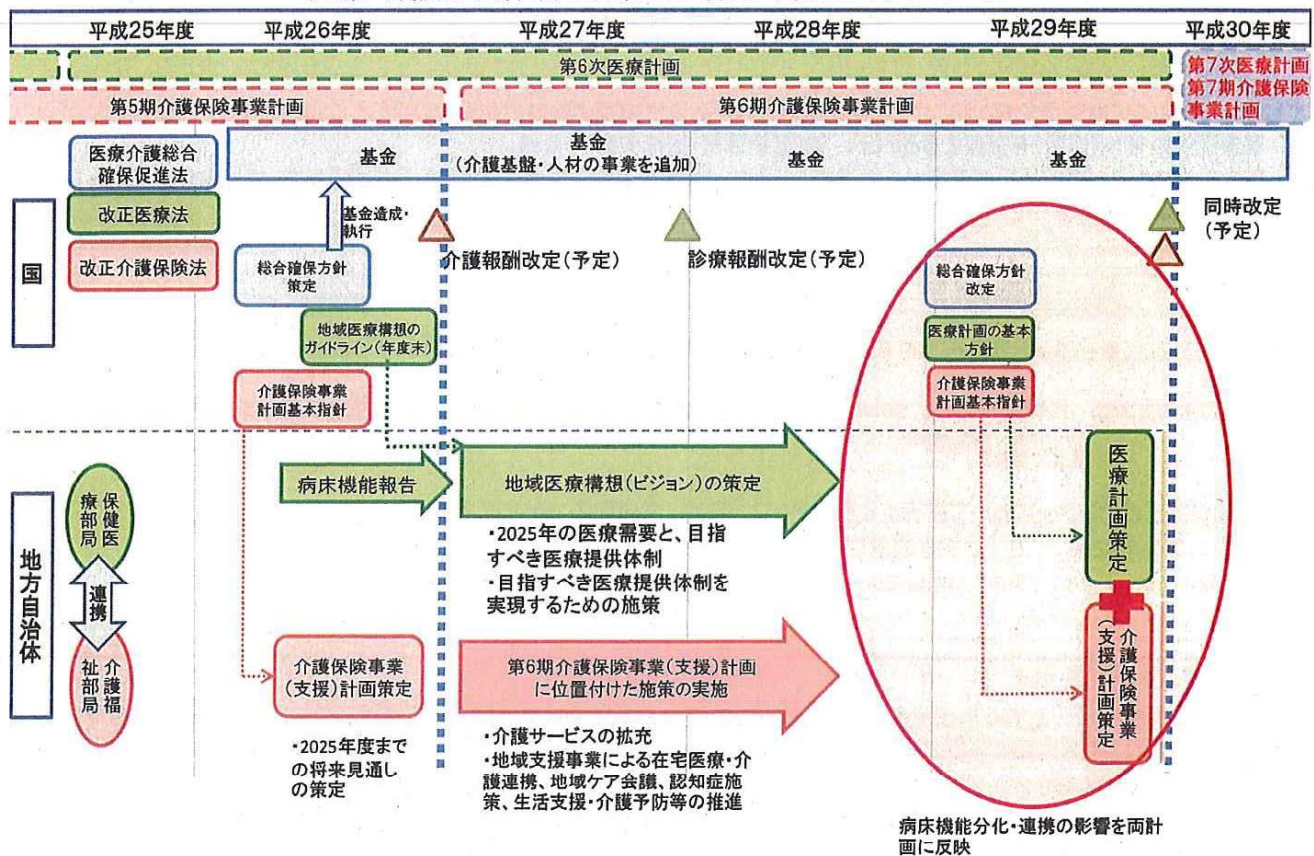 平成25年度
平成26年度
平成27年度
平成28年度
平成29年度
平成30年度
第6次医療計画
第7次医療計画
第7期介護保険
事業計画
第5期介護保険事業計画
第6期介護保険事業計画
医療介護総合
確保促進法
改正医療法
改正介護保険法
基金
基金
(介護基盤・人材の事業を追加)
基金
基金
基金造成・
執行
国
総合確保方針
策定
介護報酬改定(予定)
診療報酬改定(予定)
同時改定
(予定)
地域医療構想の
ガイドライン(年度末)
介護保険事業
計画基本指針
総合確保方針
改定
医療計画の基本
方針
介護保険事業
計画基本指針
地方自治体
保健医
療部局
連携
介護福
祉部局
病床機能報告
地域医療構想(ビジョン)の策定
・2025年の医療需要と、目指
すべき医療提供体制
・目指すべき医療提供体制を
実現するための施策
介護保険事業
(支援)計画策定
・2025年度まで
の将来見通し
の策定
第6期介護保険事業(支援)計画
に位置付けた施策の実施
・介護サービスの拡充
・地域支援事業による在宅医療・介
護連携、地域ケア会議、認知症施
策、生活支援・介護予防等の推進
医療計画策定
介護保険事業
(支援)計画策定
病床機能分化・連携の影響を両計
画に反映